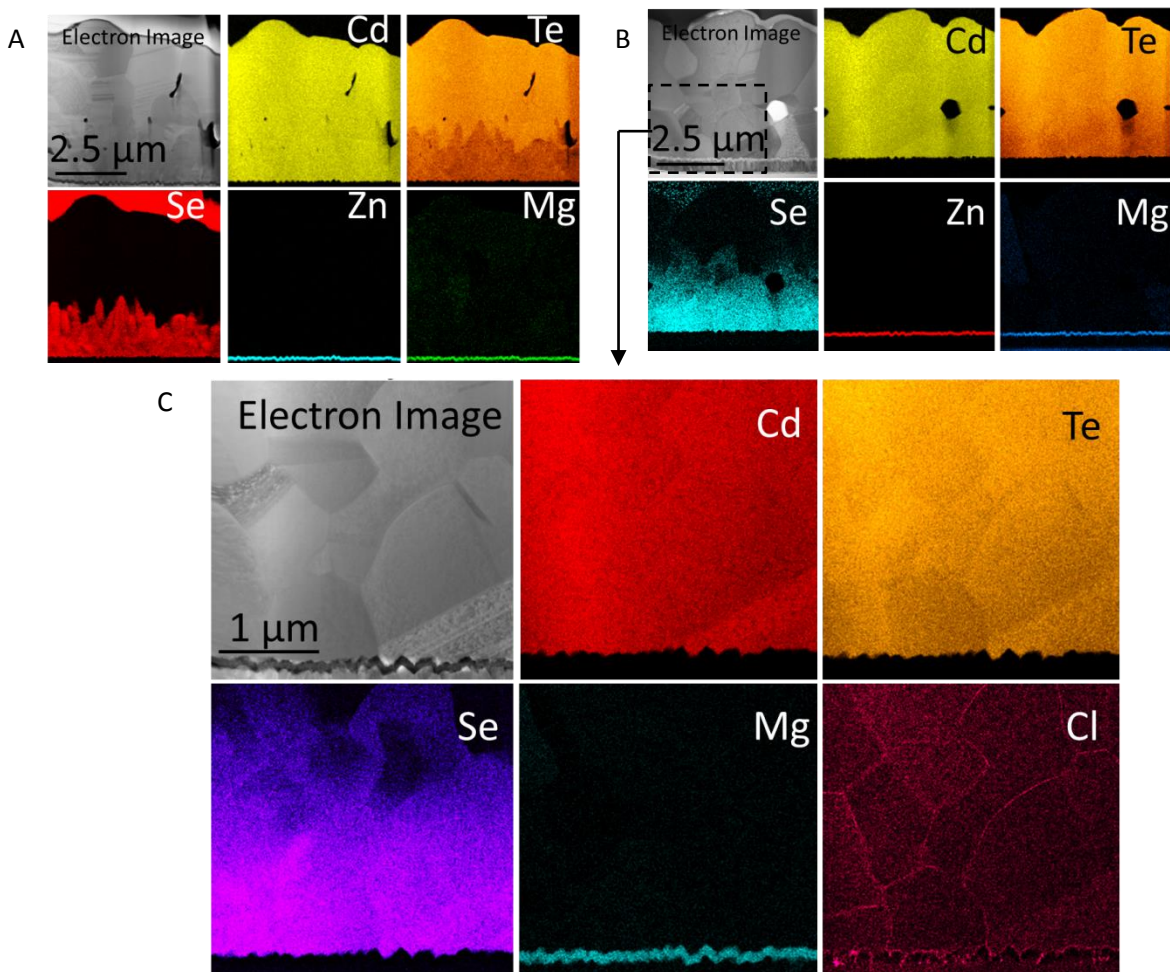 A
Electron Image
Cd
Te
2.5 µm
Se
Zn
Mg
B
Electron Image
Cd
Te
2.5 µm
Se
Zn
Mg
C
Electron Image
Cd
Te
1 µm
Se
Mg
Cl